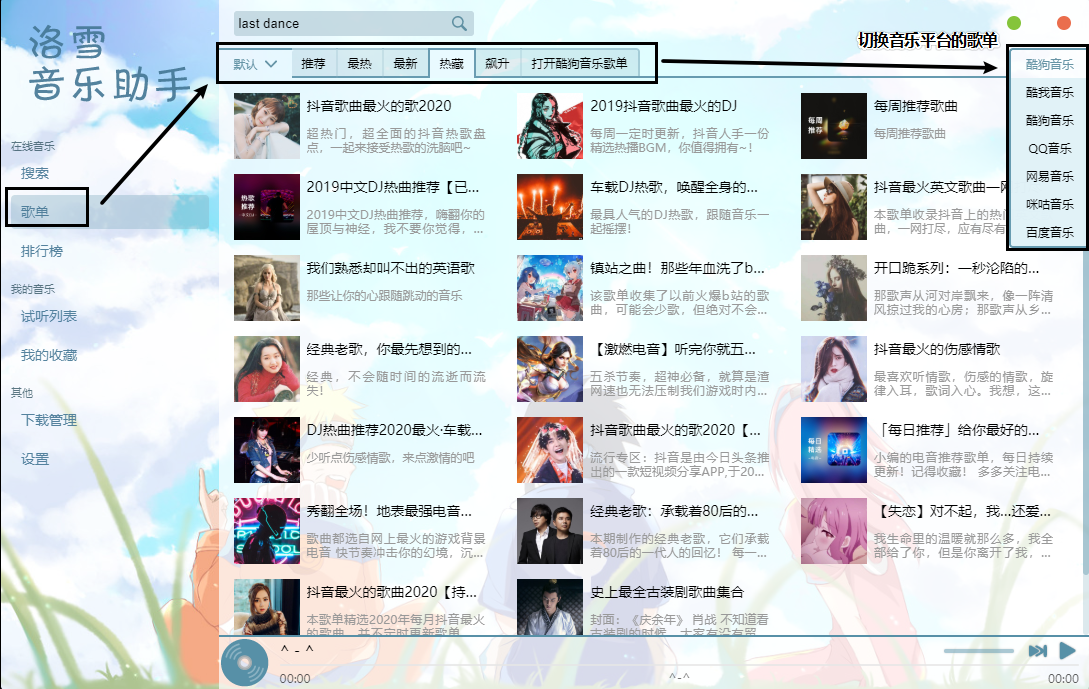 洛雪
音乐助手
last dance
切换音乐平台的歌单
默认 推荐 最热 最新 热藏 飙升 打开酷狗音乐歌单
酷狗音乐
酷我音乐
酷狗音乐
QQ音乐
网易音乐
咪咕音乐
百度音乐
在线音乐
搜索
歌单
排行榜
我的音乐
试听列表
我的收藏
其他
下载管理
设置
抖音歌曲最火的歌2020
超热门，超全面的抖音热歌盘
点，一起来接受热歌的洗脑吧~
2019抖音歌曲最火的DJ
每周一定时更新，抖音人手一份
精选热播BGM，你值得拥有~！
每周
推荐
每周推荐歌曲
每周推荐歌曲
热歌
推荐
2019中文DJ热曲推荐【已...
2019中文DJ热曲推荐，嗨翻你的
屋顶与神经，我不要你觉得，...
车载DJ热歌，唤醒全身的...
最具人气的DJ热歌，跟随音乐一
起摇摆！
抖音最火英文歌曲一网
本歌单收录抖音上的热门
曲，一网打尽，应有尽有
我们熟悉却叫不出的英语歌
那些让你的心跟随跳动的音乐
镇站之曲！那些年血洗了b...
该歌单收集了以前火爆b站的歌
曲，可能会少歌，但绝对不会...
开口跪系列：一秒沦陷的...
那歌声从河对岸飘来，像一阵清
风掠过我的心房；那歌声从乡...
经典老歌，你最先想到的...
经典，不会随时间的流逝而流
失！
【激燃电音】听完你就五...
五杀节奏，超神必备，就算是渣
网速也无法压制我们游戏时内...
抖音最火的伤感情歌
最喜欢听情歌，伤感的情歌，旋
律入耳，歌词入心。我想，这...
DJ热曲推荐2020最火·车载...
少听点伤感情歌，来点激情的吧
抖音歌曲最火的歌2020【...
流行专区：抖音是由今日头条推
出的一款短视频分享APP,于20...
每日
精选
「每日推荐」给你最好的...
小编的电音推荐歌单，每日持续
更新！记得收藏！ 多多关注电...
秀翻全场！地表最强电音...
歌曲都选自网上最火的游戏背景
电音 快节奏冲击你的幻境，沉...
经典老歌：承载着80后的...
本期制作的经典老歌，它们承载
着80后的一代人的回忆！ 每一...
【失恋】对不起，我...还爱...
我生命里的温暖就那么多，我全
部给了你，但是你离开了我，...
抖音最火的歌曲2020【持...
本歌单精选2020年每月抖音最火
的歌曲，并不定时更新歌单
史上最全古装剧歌曲集合
封面：《庆余年》 肖战 不知道看
古装剧的时候，大家有没有留
^ - ^
00:00
^-^
00:00